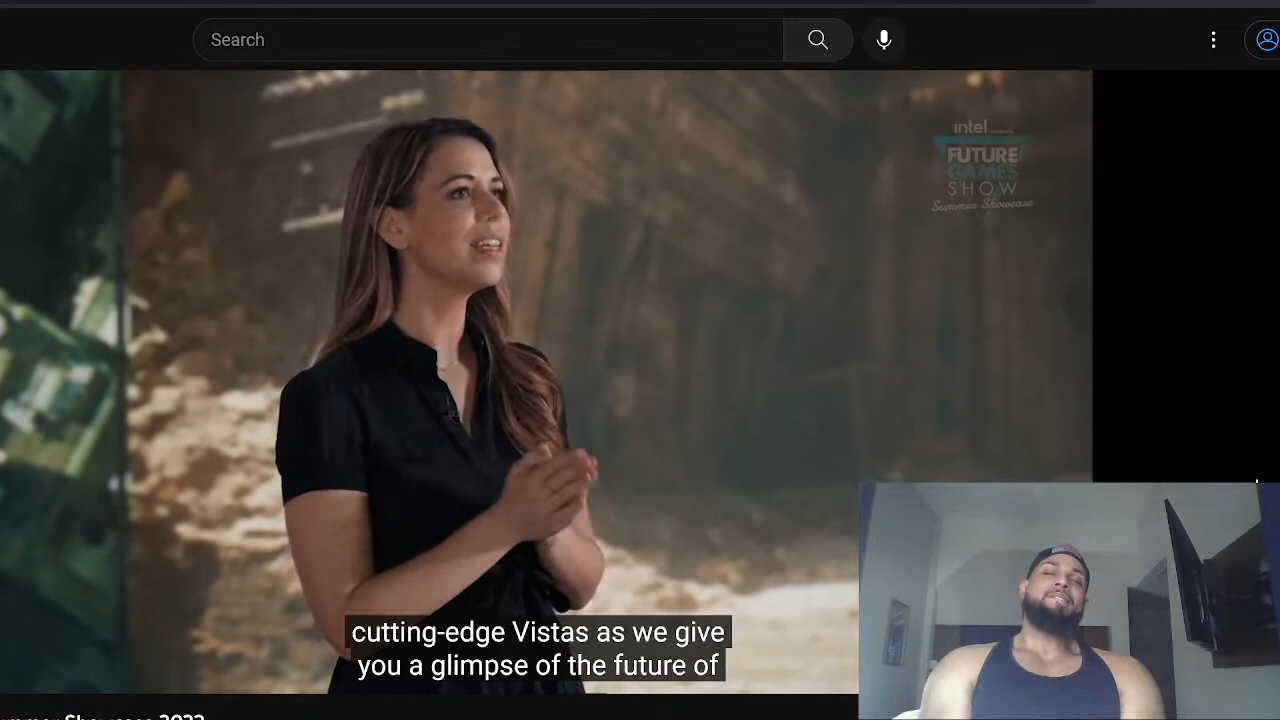 Search
intel
FUTURE
GAMES
SHOW
Summer Showcase
cutting-edge Vistas as we give
you a glimpse of the future of
Showcase